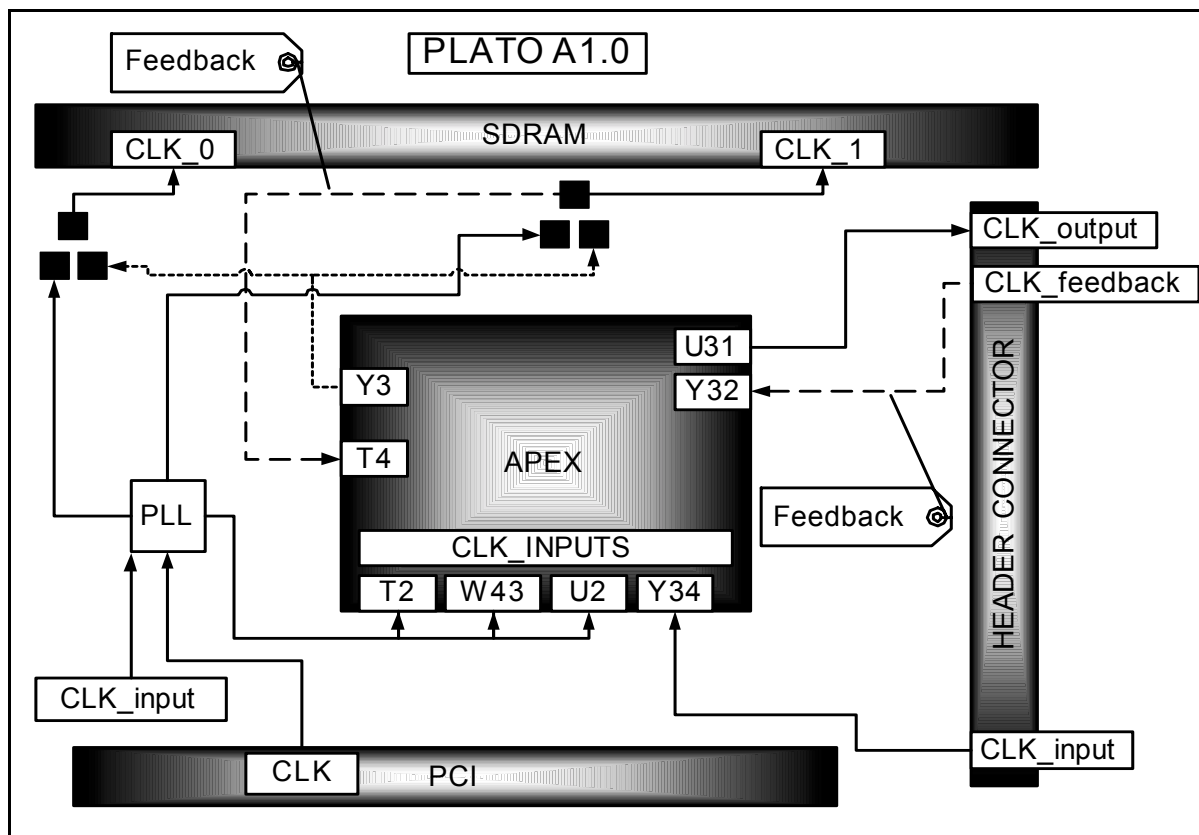 Feedback
PLATO A1.0
SDRAM
CLK_0
CLK_1
CLK_output
CLK_feedback
U31
Y3
Y32
T4
APEX
HEADER CONNECTOR
PLL
Feedback
CLK_INPUTS
T2
W43
U2
Y34
CLK_input
CLK_input
CLK
PCI